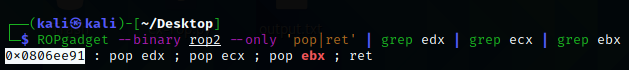 ┌──(kali㉿kali)-[~/Desktop]
└─$ ROPgadget --binary rop2 --only 'pop|ret' | grep edx | grep ecx | grep ebx
0x0806ee91 : pop edx ; pop ecx ; pop ebx ; ret